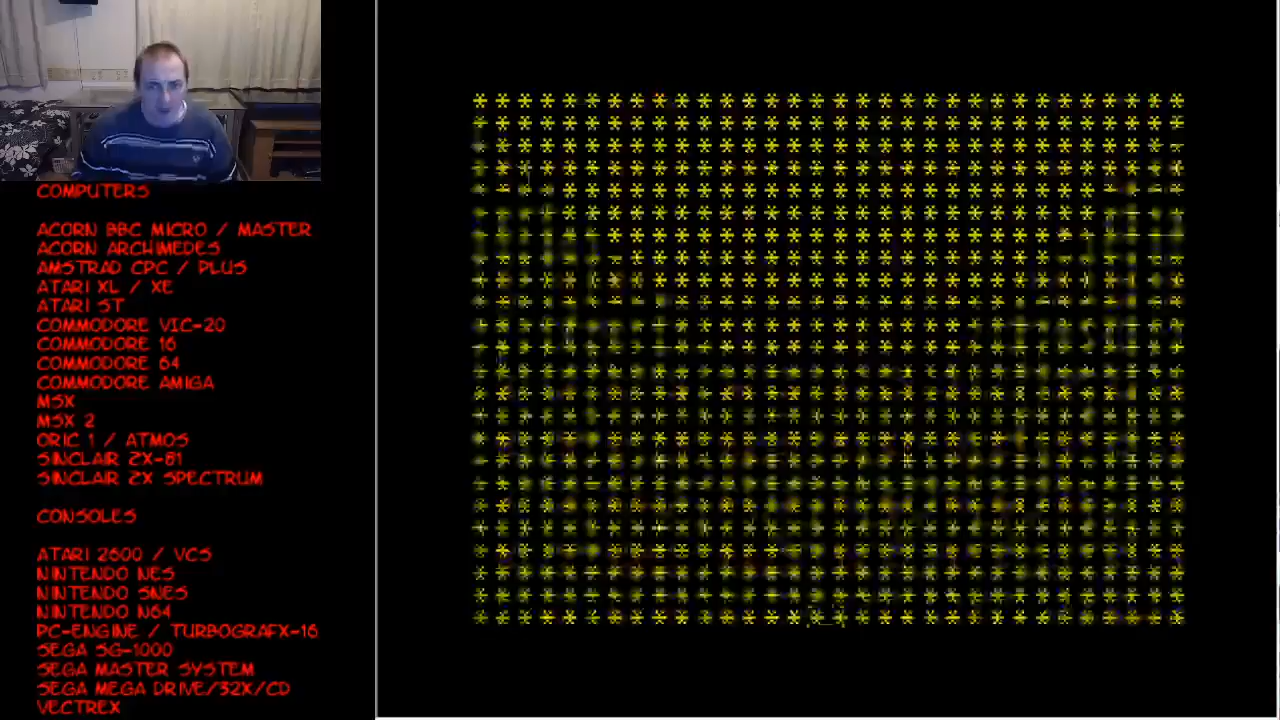 COMPUTERS
ACORN BBC MICRO / MASTER
ACORN ARCHIMEDES
AMSTRAD CPC / PLUS
ATARI XL / XE
ATARI ST
COMMODORE VIC-20
COMMODORE 16
COMMODORE 64
COMMODORE AMIGA
MSX
MSX 2
ORIC 1 / ATMOS
SINCLAIR ZX-81
SINCLAIR ZX SPECTRUM
CONSOLES
ATARI 2600 / VCS
NINTENDO NES
NINTENDO SNES
NINTENDO N64
PC-ENGINE / TURBOGRAFX-16
SEGA SG-1000
SEGA MASTER SYSTEM
SEGA MEGA DRIVE/32X/CD
VECTREX